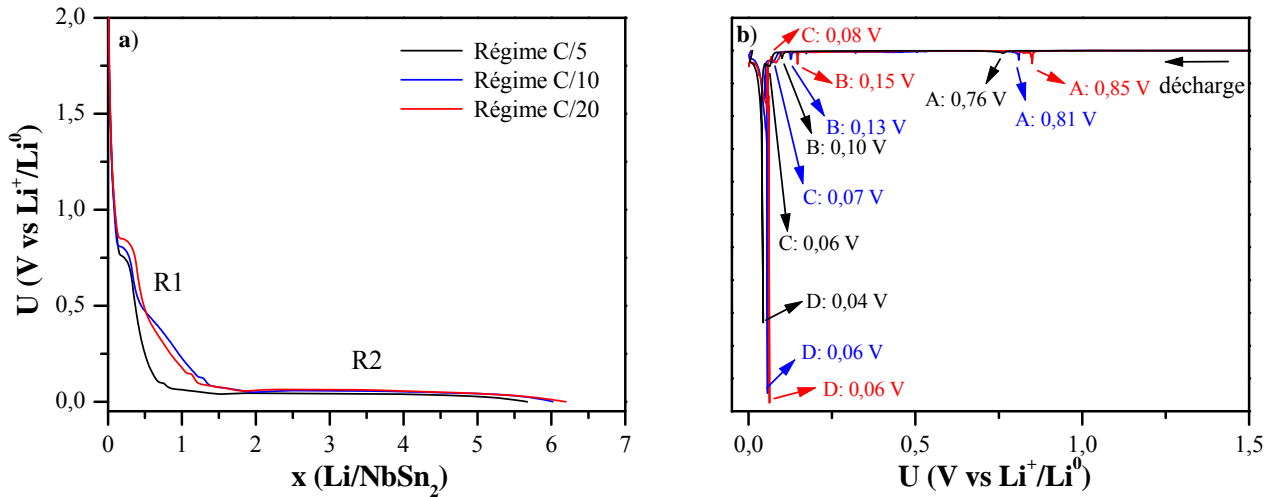 a)
Régime C/5
Régime C/10
Régime C/20
R1
R2
2,0
1,5
1,0
0,5
0,0
0 1 2 3 4 5 6 7
U (V vs Li⁺/Li⁰)
x (Li/NbSn₂)
b)
C: 0,08 V
B: 0,15 V
A: 0,76 V
A: 0,85 V
décharge
B: 0,13 V
A: 0,81 V
B: 0,10 V
C: 0,07 V
C: 0,06 V
D: 0,04 V
D: 0,06 V
D: 0,06 V
0,0 0,5 1,0 1,5
U (V vs Li⁺/Li⁰)